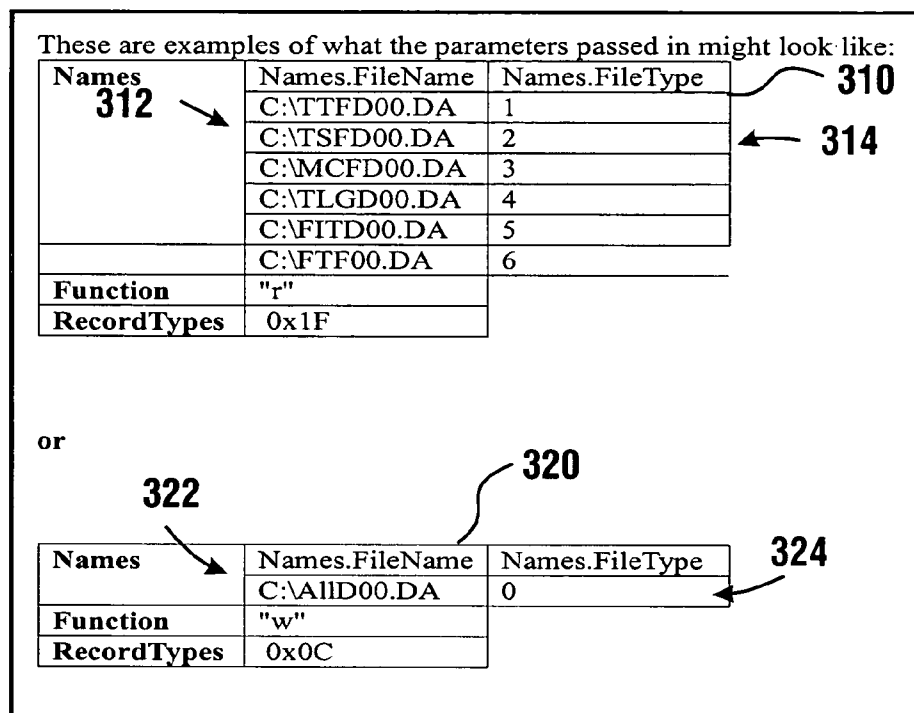 These are examples of what the parameters passed in might look like:
Names Names.FileName Names.FileType 310
312 C:\TTFD00.DA 1
C:\TSFD00.DA 2 314
C:\MCFD00.DA 3
C:\TLGD00.DA 4
C:\FITD00.DA 5
C:\FTF00.DA 6
Function "r"
RecordTypes 0x1F
or
320
322
Names Names.FileName Names.FileType 324
C:\AllD00.DA 0
Function "w"
RecordTypes 0x0C